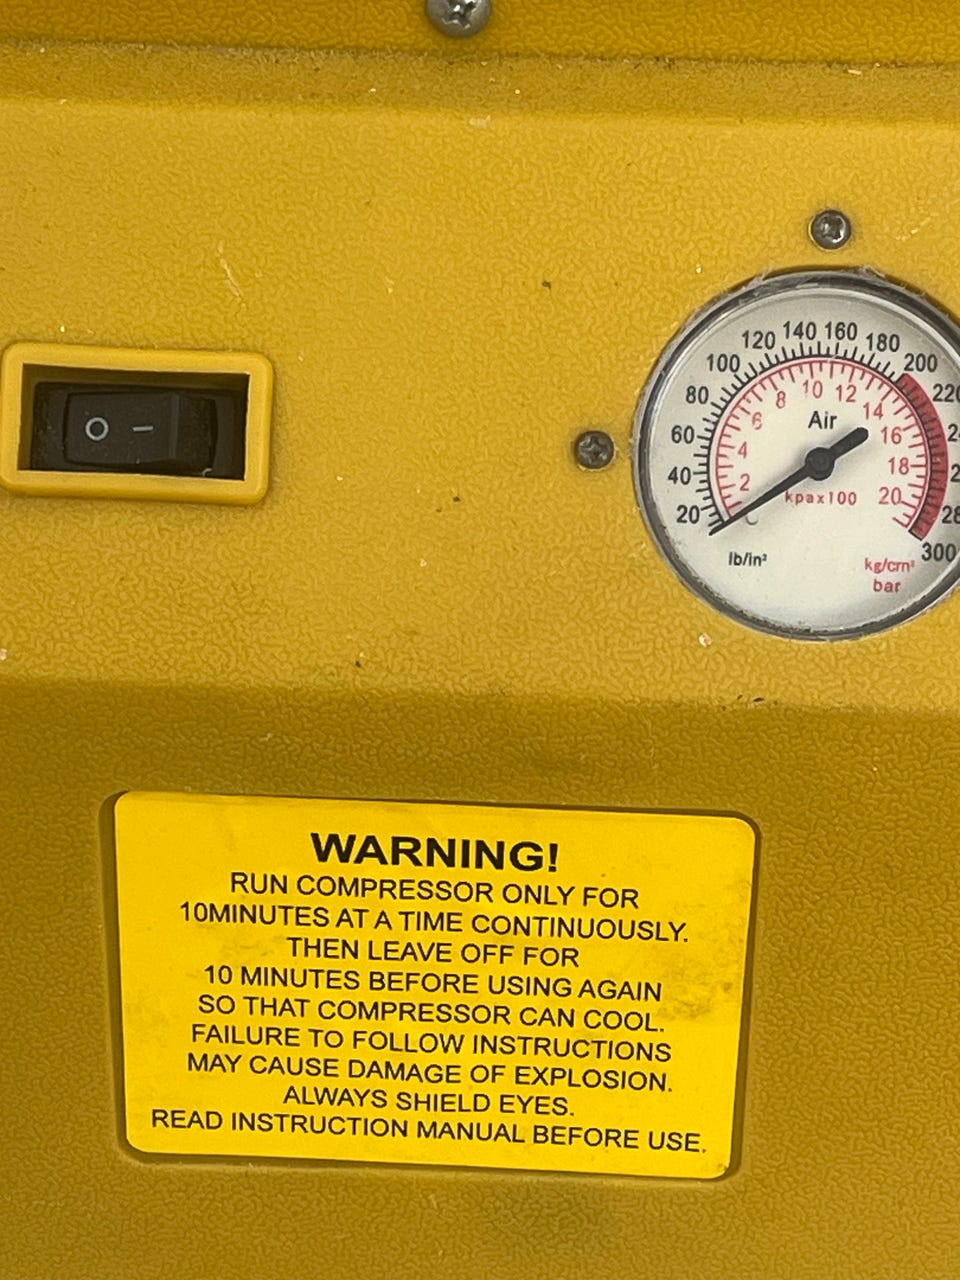 O –
20 40 60 80 100 120 140 160 180 200
300
2 4 6 8 10 12 14 16 18 20
Air
kpax100
lb/in²
kg/cm²
bar
WARNING!
RUN COMPRESSOR ONLY FOR
10MINUTES AT A TIME CONTINUOUSLY.
THEN LEAVE OFF FOR
10 MINUTES BEFORE USING AGAIN
SO THAT COMPRESSOR CAN COOL.
FAILURE TO FOLLOW INSTRUCTIONS
MAY CAUSE DAMAGE OF EXPLOSION.
ALWAYS SHIELD EYES.
READ INSTRUCTION MANUAL BEFORE USE.